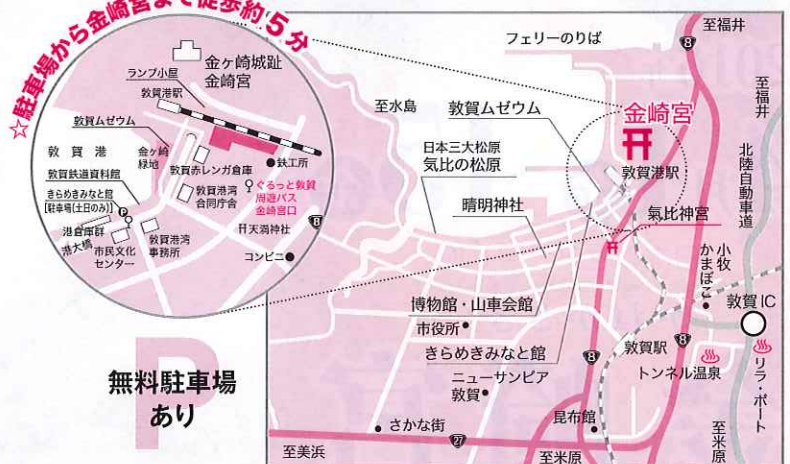 ☆駐車場から金崎宮まで徒歩約5分
金ヶ崎城趾
金崎宮
ランプ小屋
敦賀港駅
敦賀ムゼウム
敦賀港
金ヶ崎
緑地
敦賀鉄道資料館
きらめきみなと館
P
[駐車場(土日のみ)]
港倉庫群
港大橋
市民文化
センター
敦賀港湾
事務所
敦賀赤レンガ倉庫
敦賀港湾
合同庁舎
鉄工所
ぐるっと敦賀
周遊バス
金崎宮口
天満神社
コンビニ
8
P
無料駐車場
あり
フェリーのりば
8
至福井
至福井
至水島
敦賀ムゼウム
金崎宮
日本三大松原
気比の松原
敦賀港駅
北陸自動車道
晴明神社
氣比神宮
小牧
かまぼこ
敦賀IC
博物館・山車会館
市役所
きらめきみなと館
8
敦賀駅
8
トンネル温泉
リラ・ポート
ニューサンピア
敦賀
さかな街
昆布館
27
至美浜
至米原
至米原